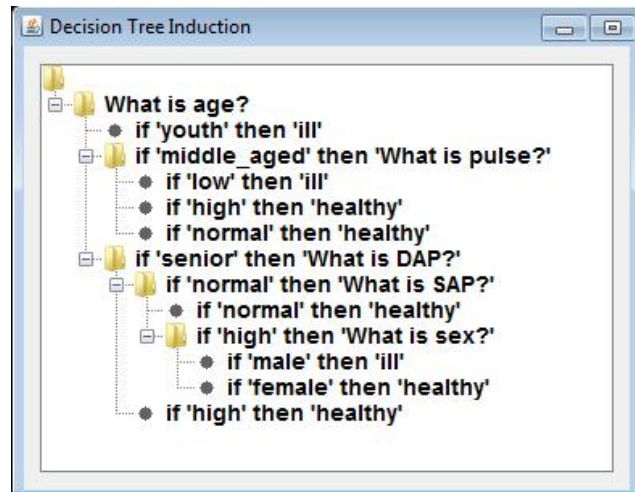 Decision Tree Induction
What is age?
if 'youth' then 'ill'
if 'middle_aged' then 'What is pulse?'
if 'low' then 'ill'
if 'high' then 'healthy'
if 'normal' then 'healthy'
if 'senior' then 'What is DAP?'
if 'normal' then 'What is SAP?'
if 'normal' then 'healthy'
if 'high' then 'What is sex?'
if 'male' then 'ill'
if 'female' then 'healthy'
if 'high' then 'healthy'